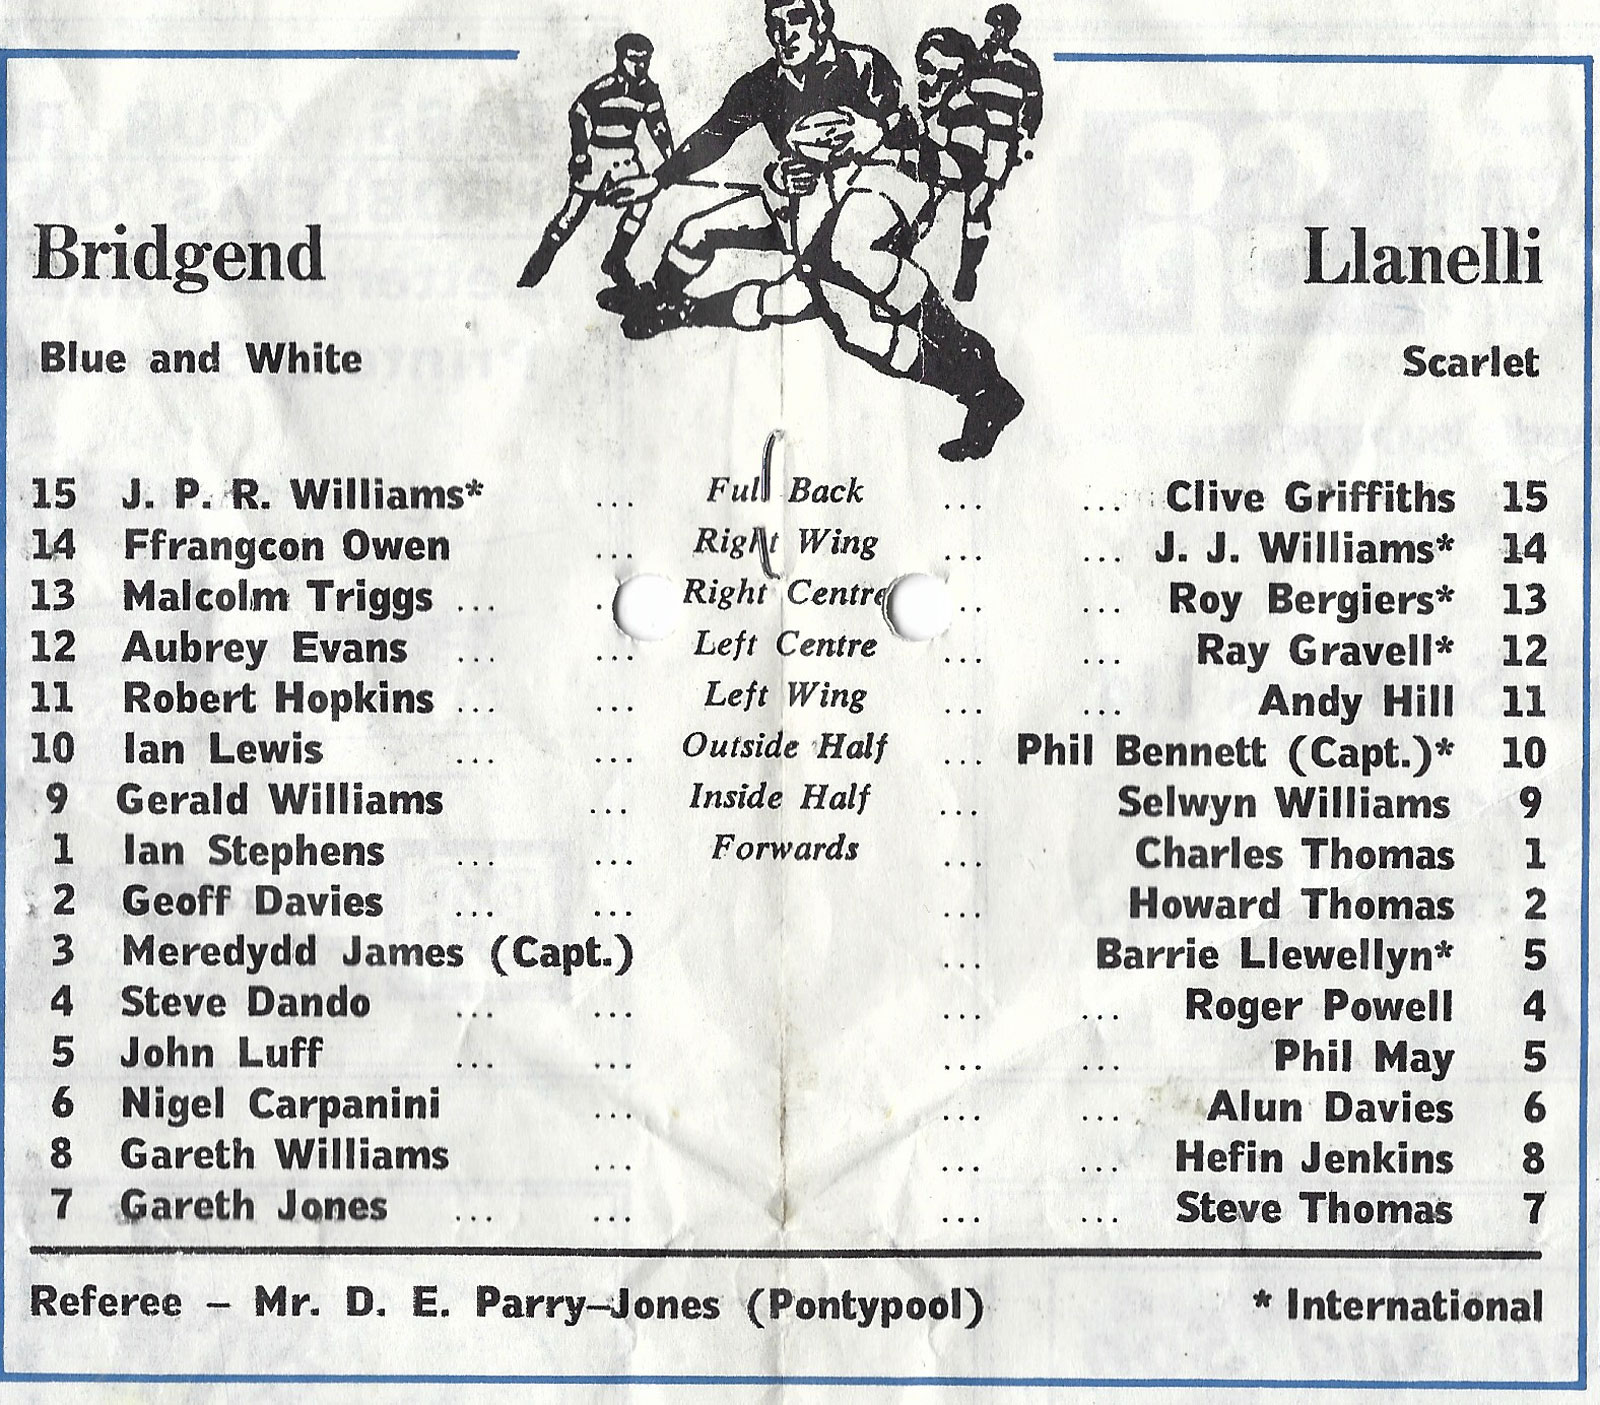 Bridgend Llanelli
Blue and White Scarlet
15 J. P. R. Williams* ... Full Back ... ... Clive Griffiths 15
14 Ffrangcon Owen ... Right Wing ... ... J. J. Williams* 14
13 Malcolm Triggs ... . Right Centre .. ... Roy Bergiers* 13
12 Aubrey Evans ... ... Left Centre ... ... Ray Gravell* 12
11 Robert Hopkins ... ... Left Wing ... ... Andy Hill 11
10 Ian Lewis ... ... Outside Half ... Phil Bennett (Capt.)* 10
9 Gerald Williams ... Inside Half ... Selwyn Williams 9
1 Ian Stephens ... ... Forwards ... Charles Thomas 1
2 Geoff Davies ... ... ... Howard Thomas 2
3 Meredydd James (Capt.) ... Barrie Llewellyn* 5
4 Steve Dando ... ... ... ... Roger Powell 4
5 John Luff ... ... ... ... Phil May 5
6 Nigel Carpanini ... ... ... Alun Davies 6
8 Gareth Williams ... ... ... Hefin Jenkins 8
7 Gareth Jones ... ... ... ... Steve Thomas 7
Referee – Mr. D. E. Parry–Jones (Pontypool) * International